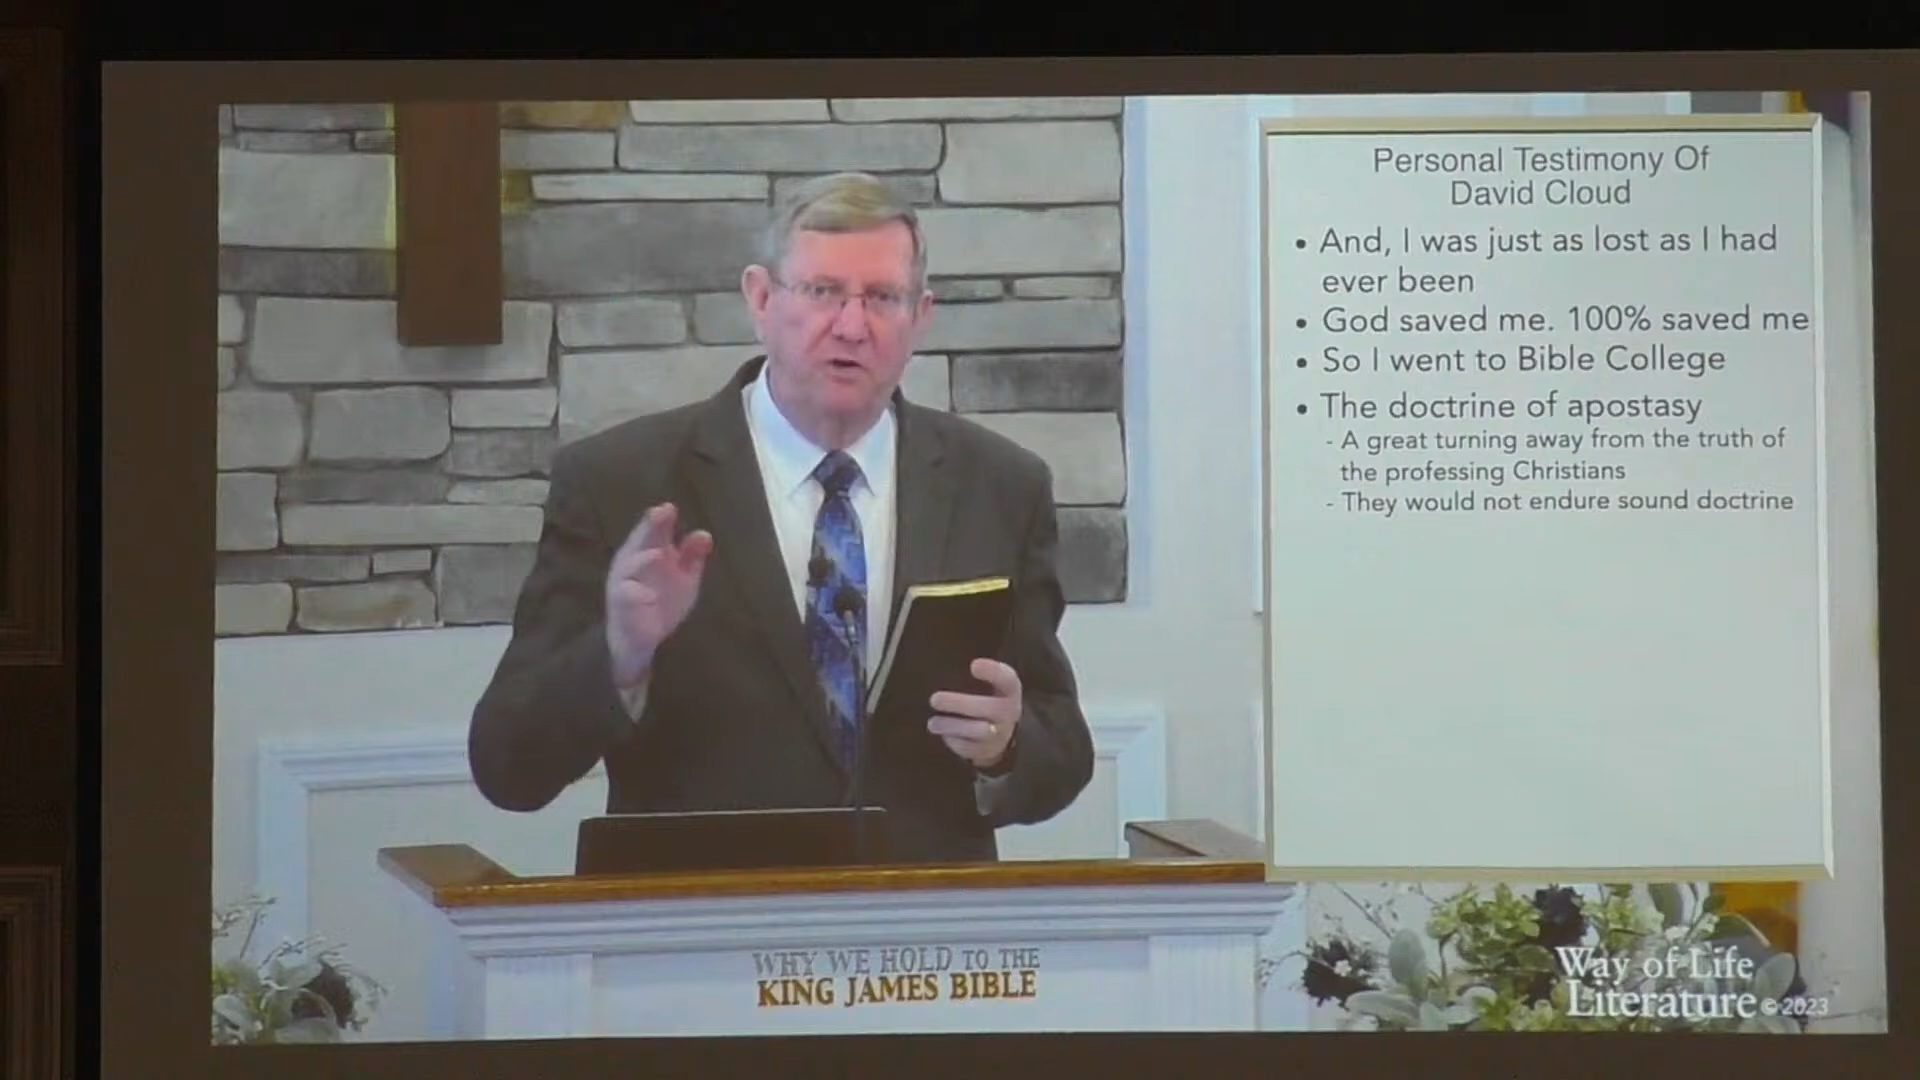 Personal Testimony Of
David Cloud
• And, I was just as lost as I had
ever been
• God saved me. 100% saved me
• So I went to Bible College
• The doctrine of apostasy
- A great turning away from the truth of
the professing Christians
- They would not endure sound doctrine
WHY WE HOLD TO THE
KING JAMES BIBLE
Way of Life
Literature © 2023